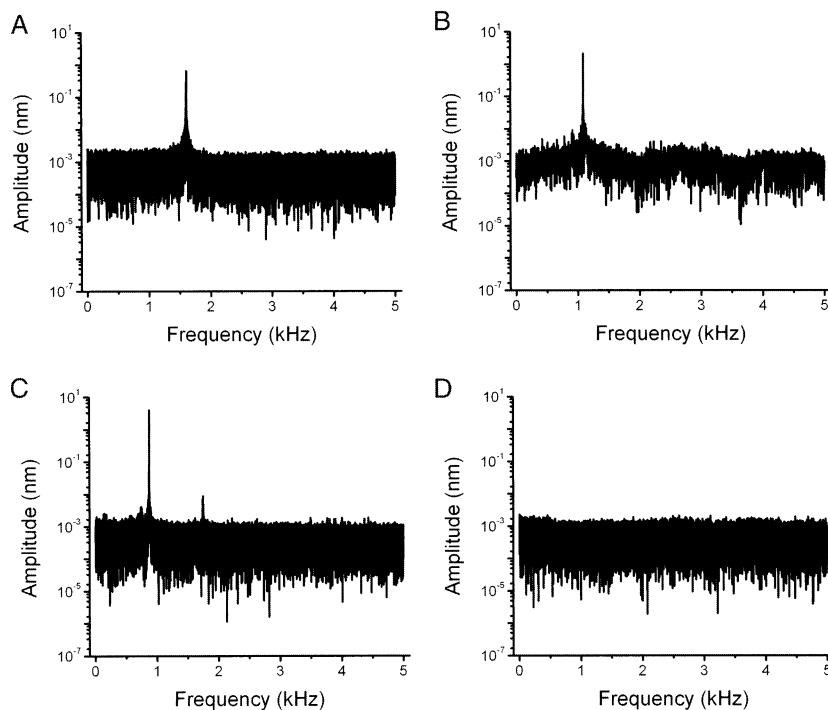 A
Amplitude (nm)
10^1
10^-1
10^-3
10^-5
10^-7
0 1 2 3 4 5
Frequency (kHz)
B
Amplitude (nm)
10^1
10^-1
10^-3
10^-5
10^-7
0 1 2 3 4 5
Frequency (kHz)
C
Amplitude (nm)
10^1
10^-1
10^-3
10^-5
10^-7
0 1 2 3 4 5
Frequency (kHz)
D
Amplitude (nm)
10^1
10^-1
10^-3
10^-5
10^-7
0 1 2 3 4 5
Frequency (kHz)